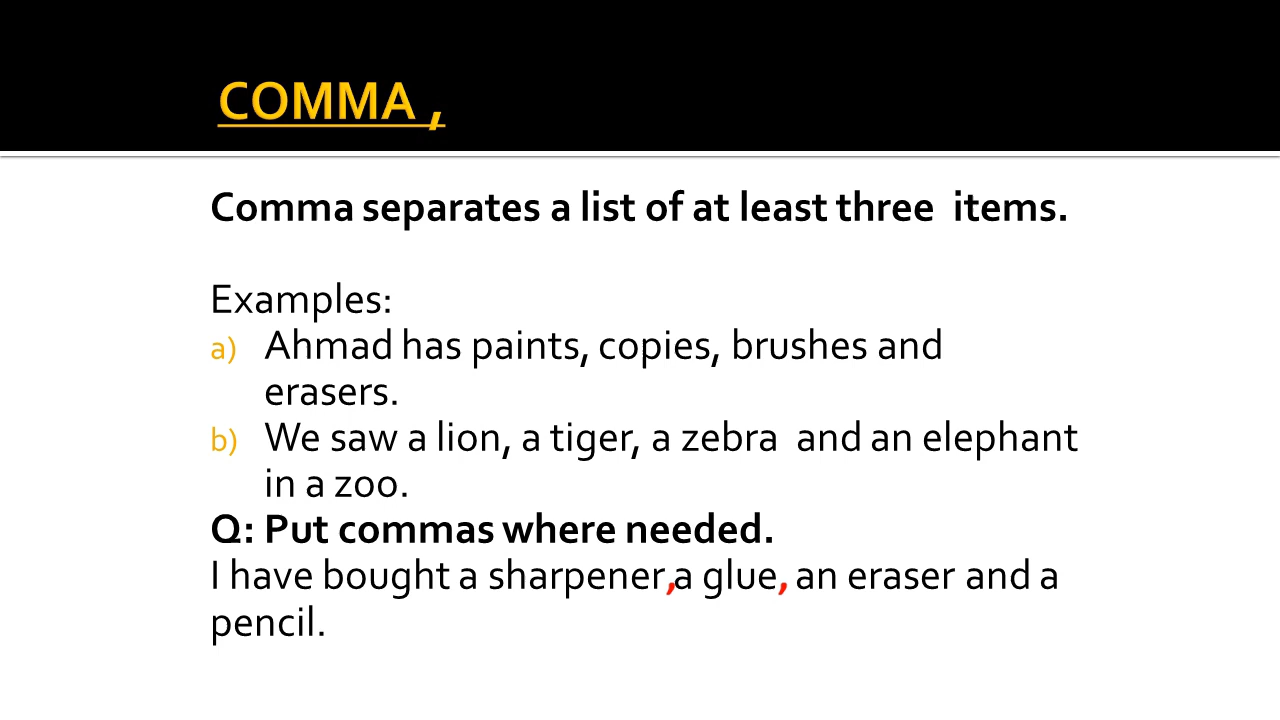 COMMA ,
Comma separates a list of at least three  items.
Examples:
a) Ahmad has paints, copies, brushes and
erasers.
b) We saw a lion, a tiger, a zebra  and an elephant
in a zoo.
Q: Put commas where needed.
I have bought a sharpener,a glue, an eraser and a
pencil.